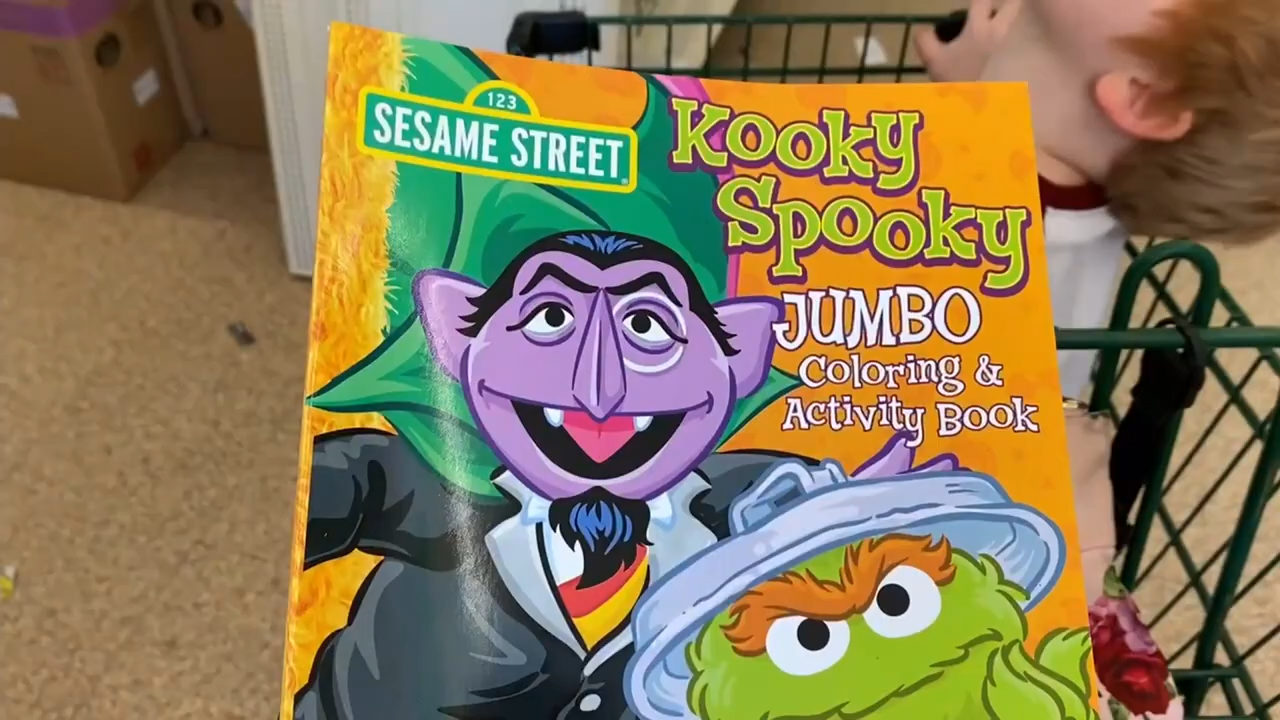 123
SESAME STREET
Kooky
Spooky
JUMBO
Coloring &
Activity Book